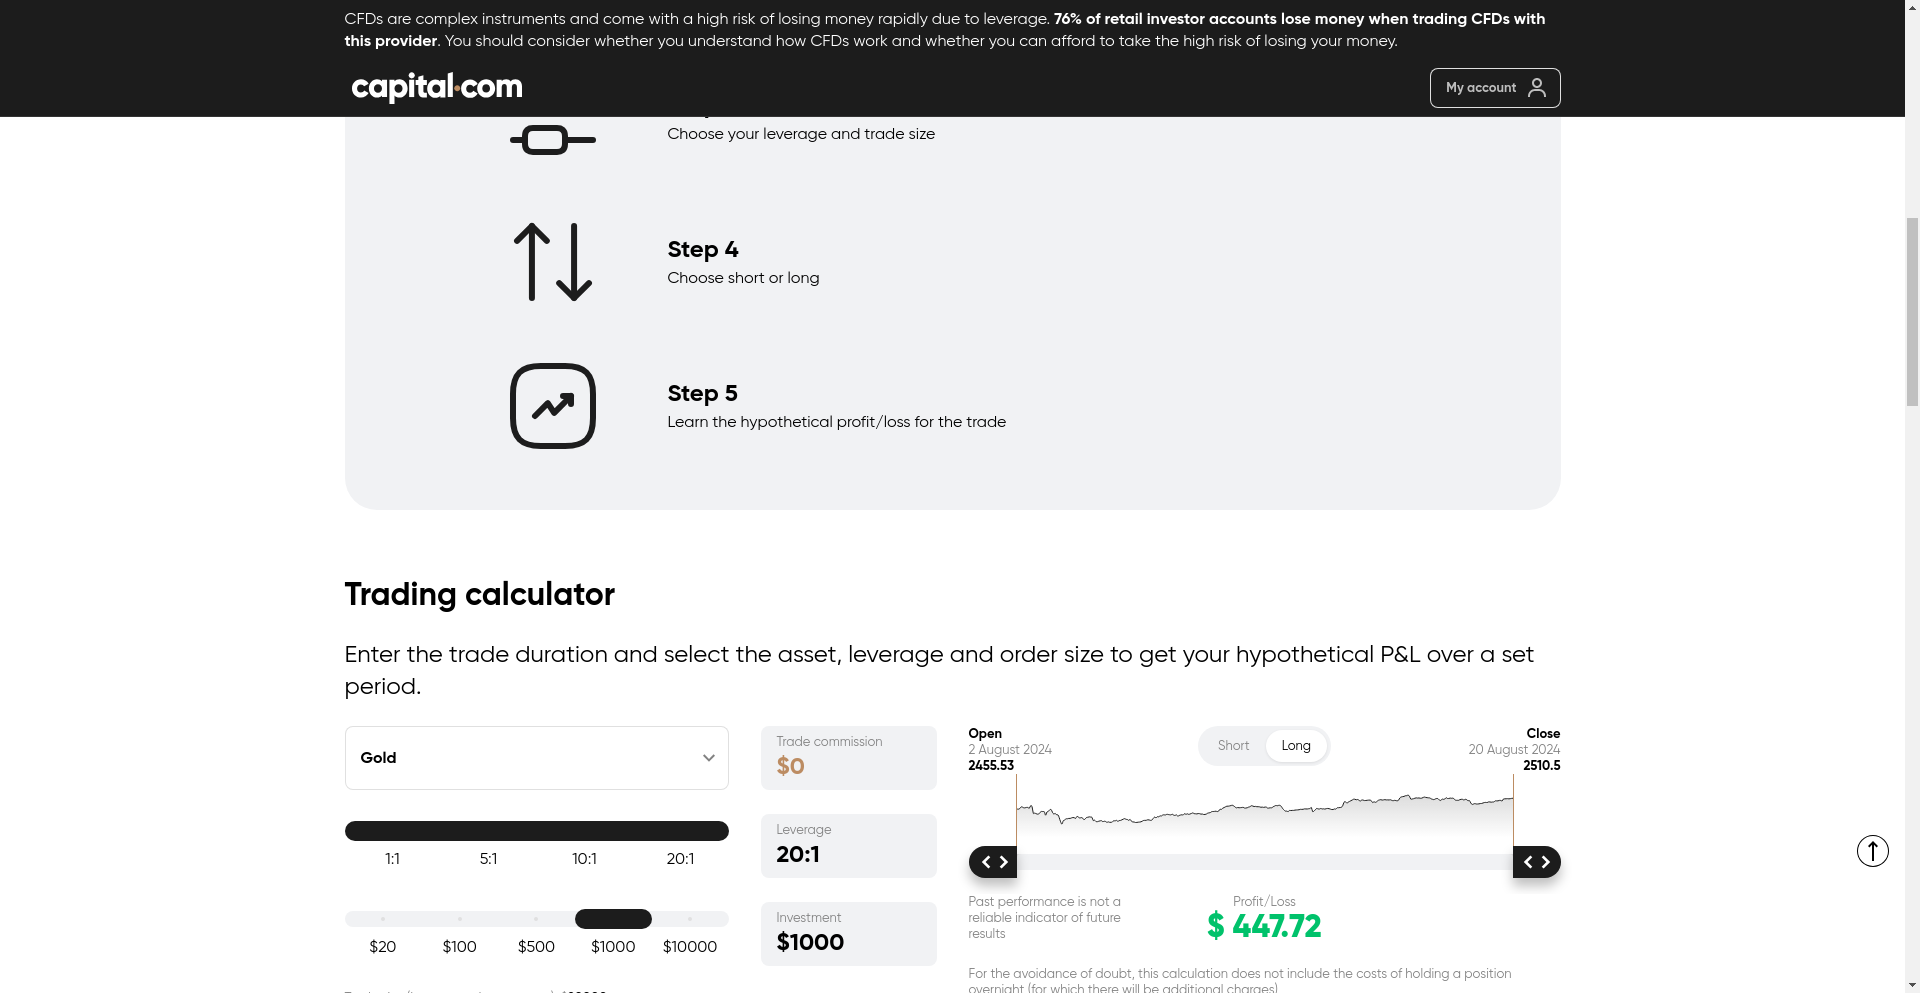 CFDs are complex instruments and come with a high risk of losing money rapidly due to leverage. 76% of retail investor accounts lose money when trading CFDs with
this provider. You should consider whether you understand how CFDs work and whether you can afford to take the high risk of losing your money.
capital.com
My account
Choose your leverage and trade size
Step 4
Choose short or long
Step 5
Learn the hypothetical profit/loss for the trade
Trading calculator
Enter the trade duration and select the asset, leverage and order size to get your hypothetical P&L over a set
period.
Gold
1:1 5:1 10:1 20:1
$20 $100 $500 $1000 $10000
Trade commission
$0
Leverage
20:1
Investment
$1000
Open
2 August 2024
2455.53
Short Long
Close
20 August 2024
2510.5
Past performance is not a
reliable indicator of future
results
Profit/Loss
$ 447.72
For the avoidance of doubt, this calculation does not include the costs of holding a position
overnight (for which there will be additional charges)